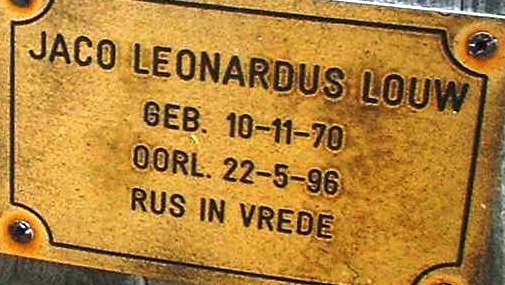 JACO LEONARDUS LOUW
GEB. 10-11-70
OORL. 22-5-96
RUS IN VREDE